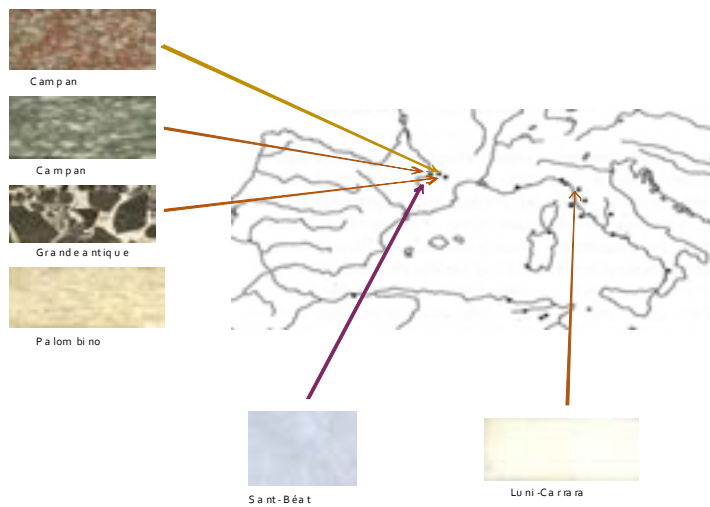 Campan
Campan
Grande antique
Palombino
Sant-Béat
Luni-Carrara